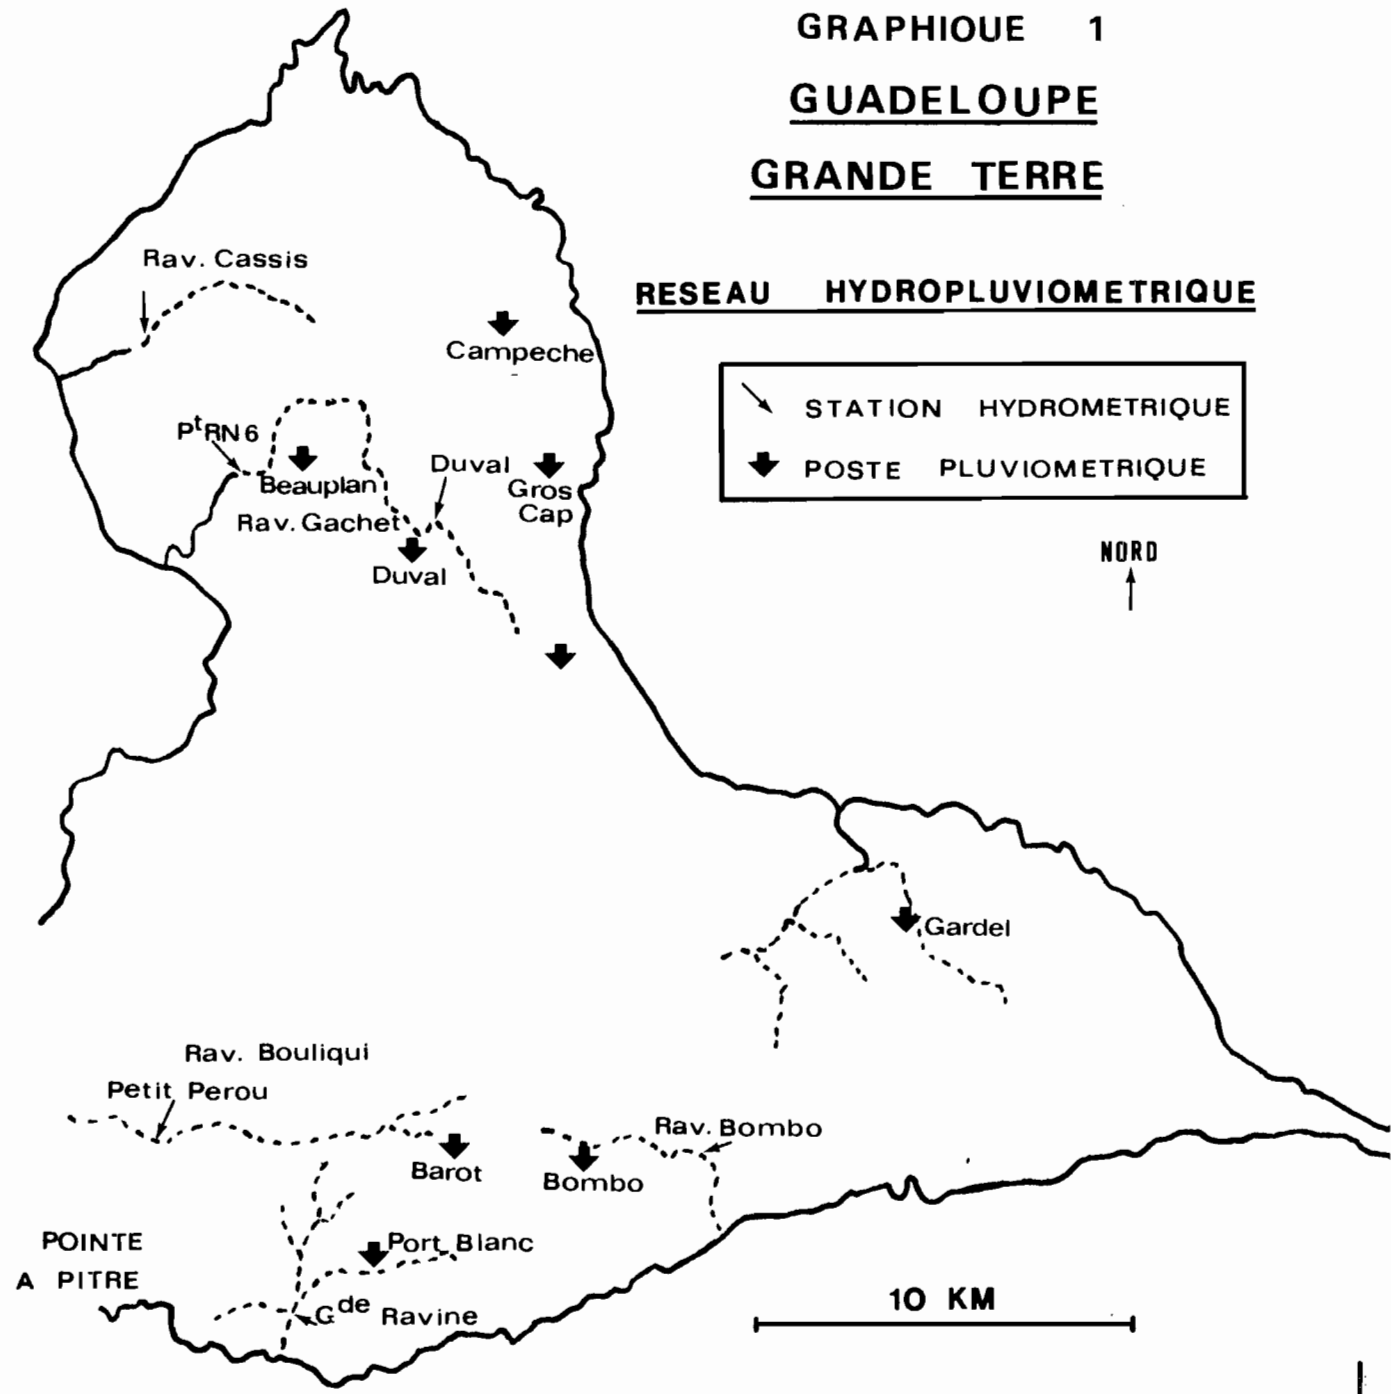 GRAPHIOUE 1
GUADELOUPE
GRANDE TERRE
RESEAU HYDROPLUVIOMETRIQUE
STATION HYDROMETRIQUE
POSTE PLUVIOMETRIQUE
NORD
Rav. Cassis
Campeche
PtRN6
Beauplan
Duval
Gros
Cap
Rav. Gachet
Duval
Gardel
Rav. Bouliqui
Petit Perou
Rav. Bombo
Barot
Bombo
POINTE
A PITRE
Port Blanc
Gde Ravine
10 KM